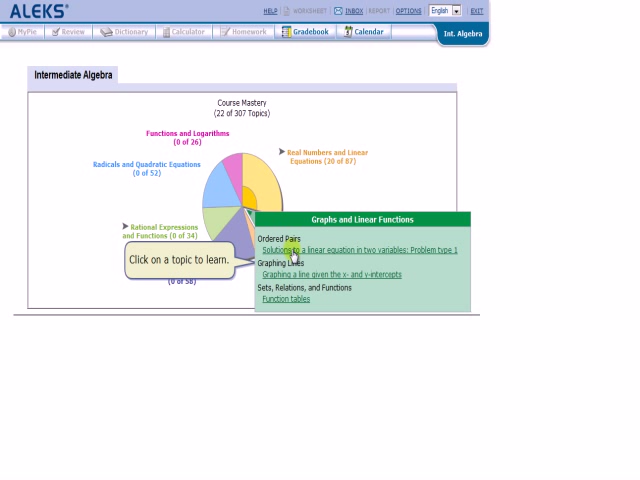 ALEKS®
HELP | WORKSHEET | INBOX | REPORT | OPTIONS | English | EXIT
MyPie Review Dictionary Calculator Homework Gradebook Calendar Int. Algebra
Intermediate Algebra
Course Mastery
(22 of 307 Topics)
Functions and Logarithms
(0 of 26)
Real Numbers and Linear
Equations (20 of 87)
Radicals and Quadratic Equations
(0 of 52)
Rational Expressions
and Functions (0 of 34)
(0 of 58)
Click on a topic to learn.
Graphs and Linear Functions
Ordered Pairs
Solutions to a linear equation in two variables: Problem type 1
Graphing Lines
Graphing a line given the x- and y-intercepts
Sets, Relations, and Functions
Function tables